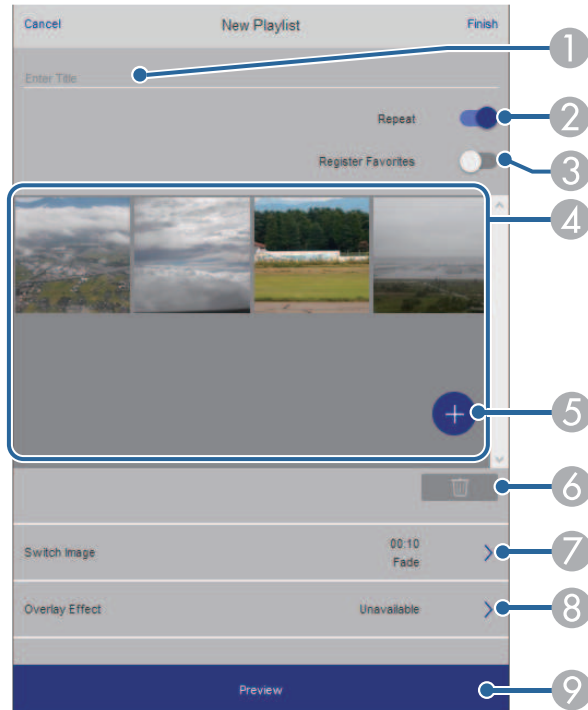 Cancel New Playlist Finish
1
Enter Title
Repeat 2
Register Favorites 3
4
+ 5
6
Switch Image 00:10 7
Fade
Overlay Effect Unavailable 8
Preview 9